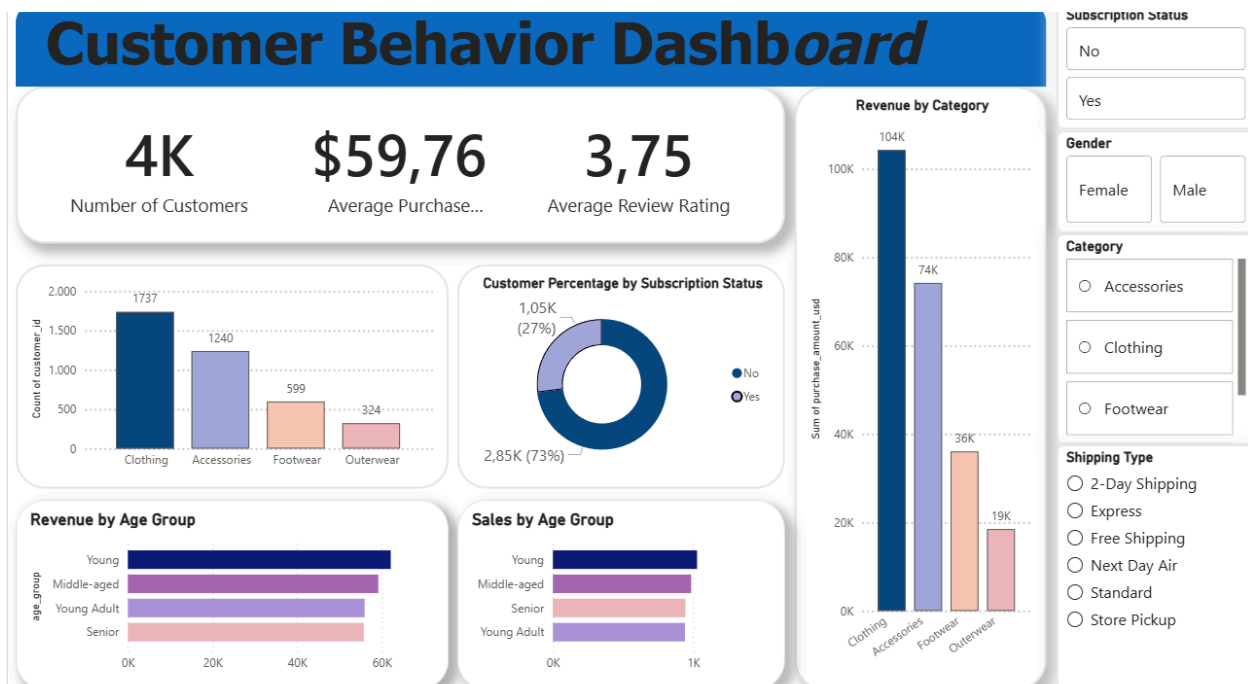 Customer Behavior Dashboard
4K
Number of Customers
$59,76
Average Purchase...
3,75
Average Review Rating
Count of customer_id
2.000
1.500
1.000
500
0
1737
1240
599
324
Clothing
Accessories
Footwear
Outerwear
Customer Percentage by Subscription Status
1,05K
(27%)
2,85K (73%)
No
Yes
Revenue by Age Group
age_group
Young
Middle-aged
Young Adult
Senior
0K
20K
40K
60K
Sales by Age Group
Young
Middle-aged
Senior
Young Adult
0K
1K
Revenue by Category
Sum of purchase_amount_usd
100K
80K
60K
40K
20K
0K
104K
74K
36K
19K
Clothing
Accessories
Footwear
Outerwear
Subscription Status
No
Yes
Gender
Female
Male
Category
Accessories
Clothing
Footwear
Shipping Type
2-Day Shipping
Express
Free Shipping
Next Day Air
Standard
Store Pickup